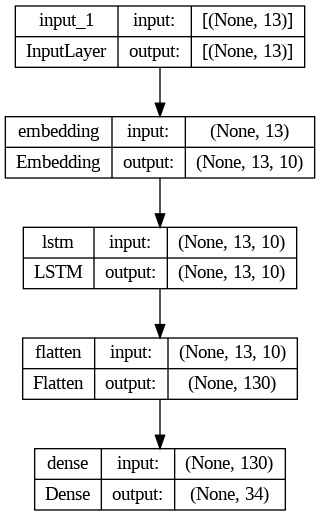 input_1 input: [(None, 13)]
InputLayer output: [(None, 13)]
embedding input: (None, 13)
Embedding output: (None, 13, 10)
lstm input: (None, 13, 10)
LSTM output: (None, 13, 10)
flatten input: (None, 13, 10)
Flatten output: (None, 130)
dense input: (None, 130)
Dense output: (None, 34)